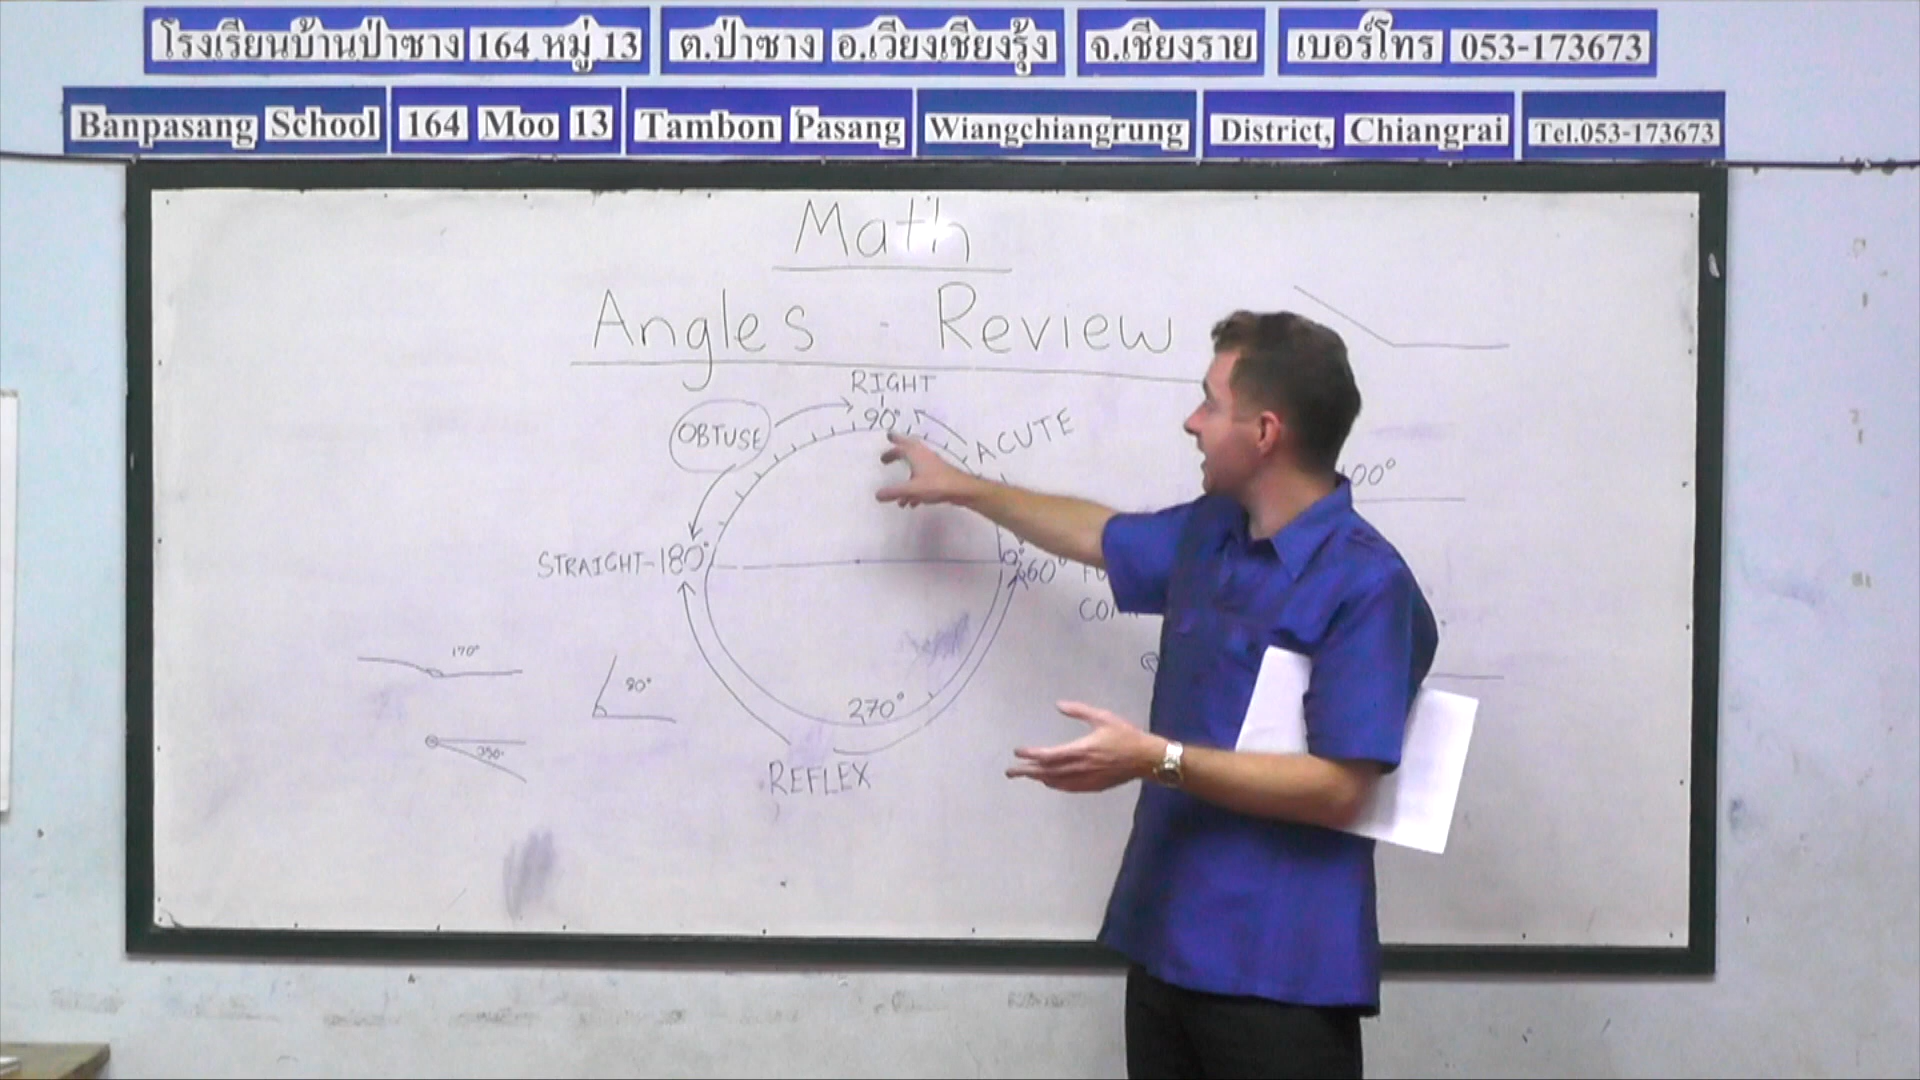 โรงเรียนบ้านป่าซาง 164 หมู่ 13 ต.ป่าซาง อ.เวียงเชียงรุ้ง จ.เชียงราย เบอร์โทร 053-173673
Banpasang School 164 Moo 13 Tambon Pasang Wiangchiangrung District, Chiangrai Tel.053-173673
Math
Angles - Review
RIGHT
90°
OBTUSE
ACUTE
STRAIGHT-180°
0°
360°
170°
80°
350°
270°
REFLEX